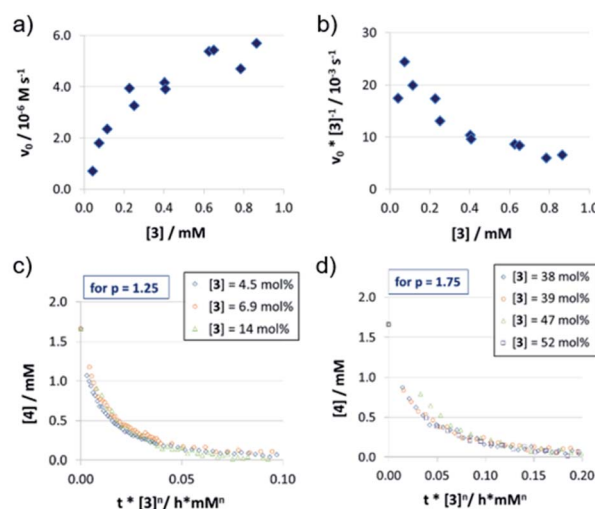 a)
6.0
4.0
2.0
0.0
v₀ / 10⁻⁶ M s⁻¹
0.0 0.2 0.4 0.6 0.8 1.0
[3] / mM
b)
30
20
10
0
v₀ * [3]⁻¹ / 10⁻³ s⁻¹
0.0 0.2 0.4 0.6 0.8 1.0
[3] / mM
c)
for p = 1.25
[3] = 4.5 mol%
[3] = 6.9 mol%
[3] = 14 mol%
2.0
1.5
1.0
0.5
0.0
[4] / mM
0.00 0.05 0.10
t * [3]ⁿ/ h*mMⁿ
d)
for p = 1.75
[3] = 38 mol%
[3] = 39 mol%
[3] = 47 mol%
[3] = 52 mol%
2.0
1.5
1.0
0.5
0.0
[4] / mM
0.00 0.05 0.10 0.15 0.20
t * [3]ⁿ/ h*mMⁿ